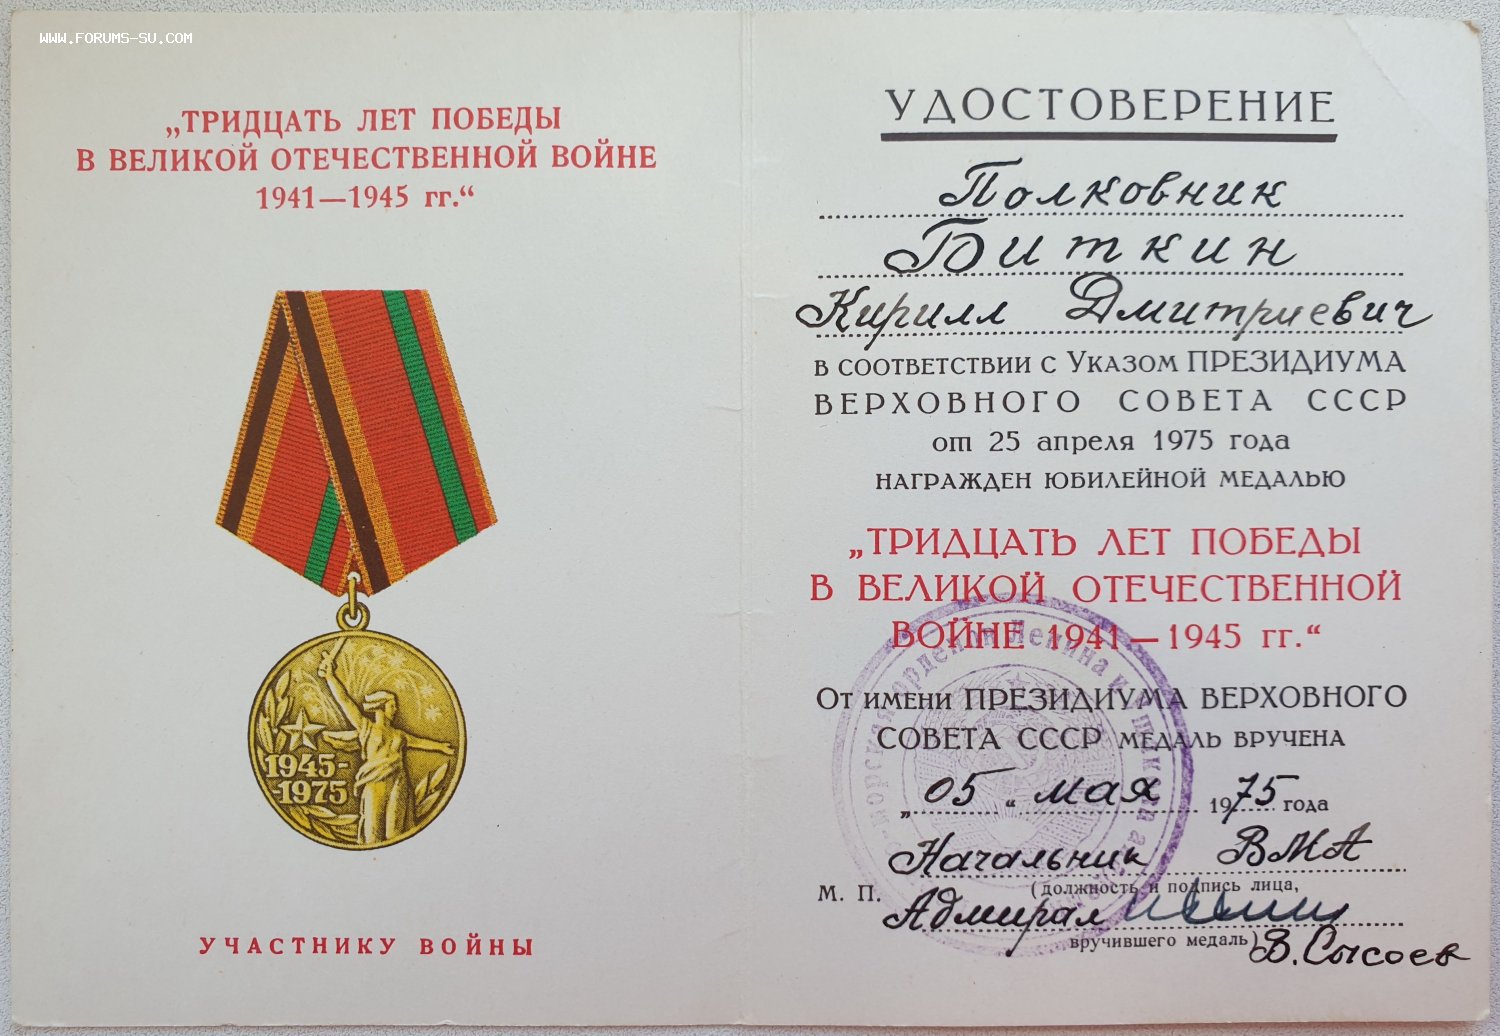 WWW.FORUMS-SU.COM
„ТРИДЦАТЬ ЛЕТ ПОБЕДЫ
В ВЕЛИКОЙ ОТЕЧЕСТВЕННОЙ ВОЙНЕ
1941—1945 гг.“
1945-
1975
УЧАСТНИКУ ВОЙНЫ
УДОСТОВЕРЕНИЕ
Полковник
Биткин
Кирилл Дмитриевич
В СООТВЕТСТВИИ С УКАЗОМ ПРЕЗИДИУМА
ВЕРХОВНОГО СОВЕТА СССР
от 25 апреля 1975 года
НАГРАЖДЕН ЮБИЛЕЙНОЙ МЕДАЛЬЮ
„ТРИДЦАТЬ ЛЕТ ПОБЕДЫ
В ВЕЛИКОЙ ОТЕЧЕСТВЕННОЙ
ВОЙНЕ 1941—1945 гг.“
ОТ ИМЕНИ ПРЕЗИДИУМА ВЕРХОВНОГО
СОВЕТА СССР МЕДАЛЬ ВРУЧЕНА
„05“ мая 1975 года
Начальник ВМА
М. П.
(должность и подпись лица,
Адмирал
вручившего медаль)
В. Сысоев
орденов Ленина и